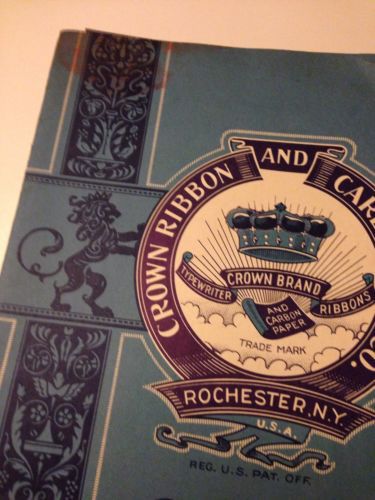 CROWN RIBBON AND CAR
CO.
TYPEWRITER CROWN BRAND RIBBONS
AND
CARBON
PAPER
TRADE MARK
ROCHESTER, N.Y.
U.S.A.
REG. U.S. PAT. OFF.